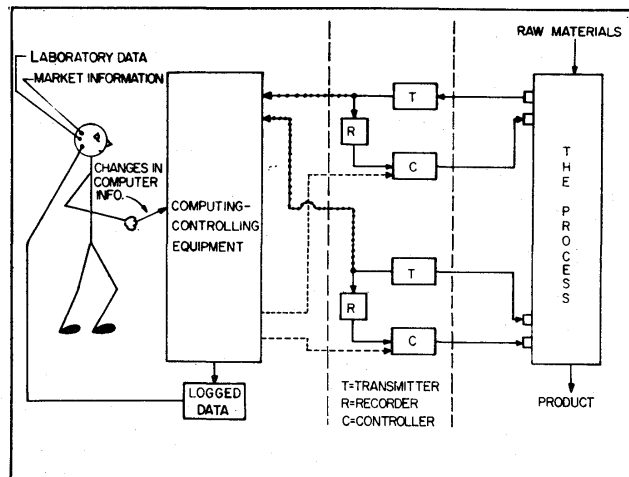 LABORATORY DATA
MARKET INFORMATION
CHANGES IN
COMPUTER
INFO.
COMPUTING-
CONTROLLING
EQUIPMENT
LOGGED
DATA
T
R
C
T
R
C
T=TRANSMITTER
R=RECORDER
C=CONTROLLER
RAW MATERIALS
THE PROCESS
PRODUCT